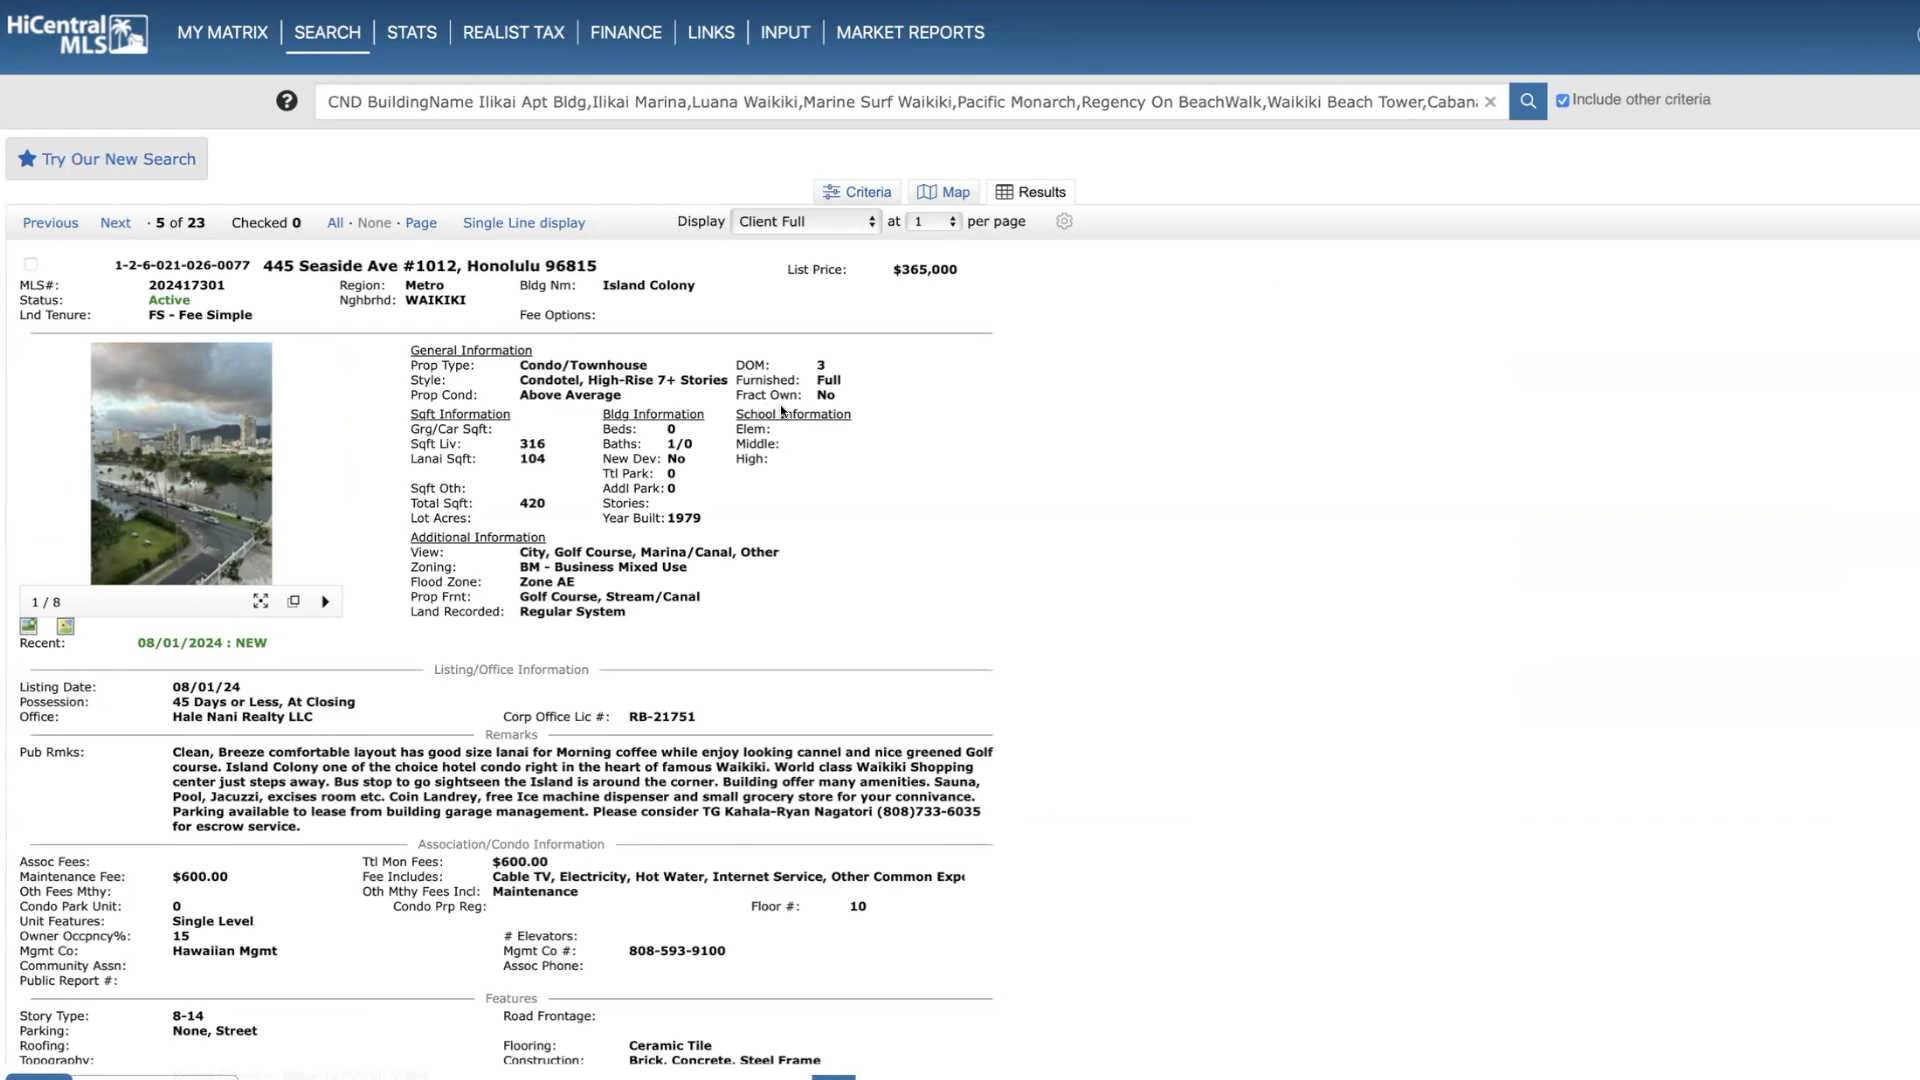 HiCentral MLS
MY MATRIX SEARCH STATS REALIST TAX FINANCE LINKS INPUT MARKET REPORTS
? CND BuildingName Ilikai Apt Bldg,Ilikai Marina,Luana Waikiki,Marine Surf Waikiki,Pacific Monarch,Regency On BeachWalk,Waikiki Beach Tower,Cabana Include other criteria
Try Our New Search
Criteria Map Results
Previous Next · 5 of 23 Checked 0 All · None · Page Single Line display Display Client Full at 1 per page
1-2-6-021-026-0077 445 Seaside Ave #1012, Honolulu 96815 List Price: $365,000
MLS#: 202417301 Region: Metro Bldg Nm: Island Colony
Status: Active Nghbrhd: WAIKIKI
Lnd Tenure: FS - Fee Simple Fee Options:
General Information
Prop Type: Condo/Townhouse DOM: 3
Style: Condotel, High-Rise 7+ Stories Furnished: Full
Prop Cond: Above Average Fract Own: No
Sqft Information Bldg Information School Information
Grg/Car Sqft: Beds: 0 Elem:
Sqft Liv: 316 Baths: 1/0 Middle:
Lanai Sqft: 104 New Dev: No High:
Ttl Park: 0
Sqft Oth: Addl Park: 0
Total Sqft: 420 Stories:
Lot Acres: Year Built: 1979
Additional Information
View: City, Golf Course, Marina/Canal, Other
Zoning: BM - Business Mixed Use
Flood Zone: Zone AE
Prop Frnt: Golf Course, Stream/Canal
Land Recorded: Regular System
1 / 8
Recent: 08/01/2024 : NEW
Listing/Office Information
Listing Date: 08/01/24
Possession: 45 Days or Less, At Closing
Office: Hale Nani Realty LLC Corp Office Lic #: RB-21751
Remarks
Pub Rmks: Clean, Breeze comfortable layout has good size lanai for Morning coffee while enjoy looking cannel and nice greened Golf
course. Island Colony one of the choice hotel condo right in the heart of famous Waikiki. World class Waikiki Shopping
center just steps away. Bus stop to go sightseen the Island is around the corner. Building offer many amenities. Sauna,
Pool, Jacuzzi, excises room etc. Coin Landrey, free Ice machine dispenser and small grocery store for your connivance.
Parking available to lease from building garage management. Please consider TG Kahala-Ryan Nagatori (808)733-6035
for escrow service.
Association/Condo Information
Assoc Fees: Ttl Mon Fees: $600.00
Maintenance Fee: $600.00 Fee Includes: Cable TV, Electricity, Hot Water, Internet Service, Other Common Expe
Oth Fees Mthy: Oth Mthy Fees Incl: Maintenance
Condo Park Unit: 0 Condo Prp Reg: Floor #: 10
Unit Features: Single Level
Owner Occpncy%: 15 # Elevators:
Mgmt Co: Hawaiian Mgmt Mgmt Co #: 808-593-9100
Community Assn: Assoc Phone:
Public Report #:
Features
Story Type: 8-14 Road Frontage:
Parking: None, Street
Roofing: Flooring: Ceramic Tile
Topography: Construction: Brick, Concrete, Steel Frame